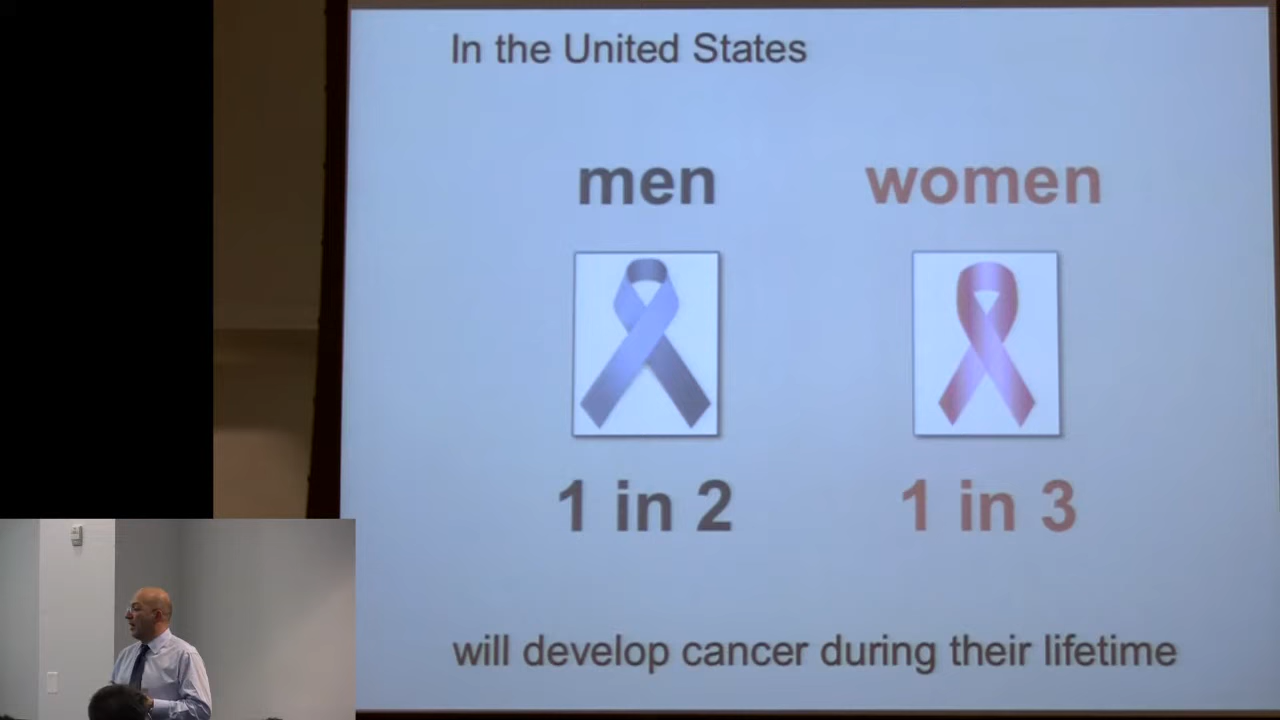 In the United States
men women
1 in 2 1 in 3
will develop cancer during their lifetime